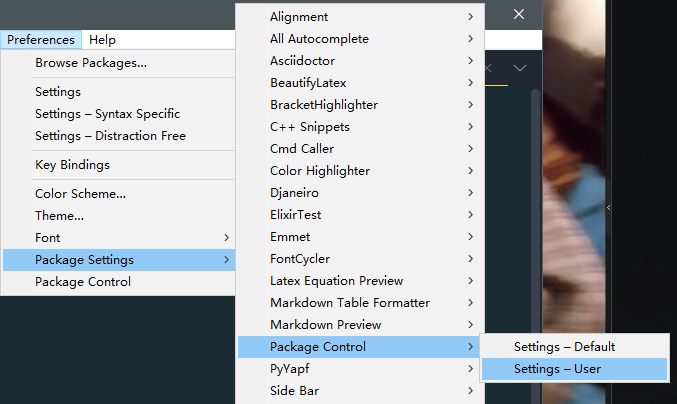 Preferences Help
Browse Packages...
Settings
Settings – Syntax Specific
Settings – Distraction Free
Key Bindings
Color Scheme...
Theme...
Font
Package Settings
Package Control
Alignment
All Autocomplete
Asciidoctor
BeautifyLatex
BracketHighlighter
C++ Snippets
Cmd Caller
Color Highlighter
Djaneiro
ElixirTest
Emmet
FontCycler
Latex Equation Preview
Markdown Table Formatter
Markdown Preview
Package Control
PyYapf
Side Bar
Settings – Default
Settings – User